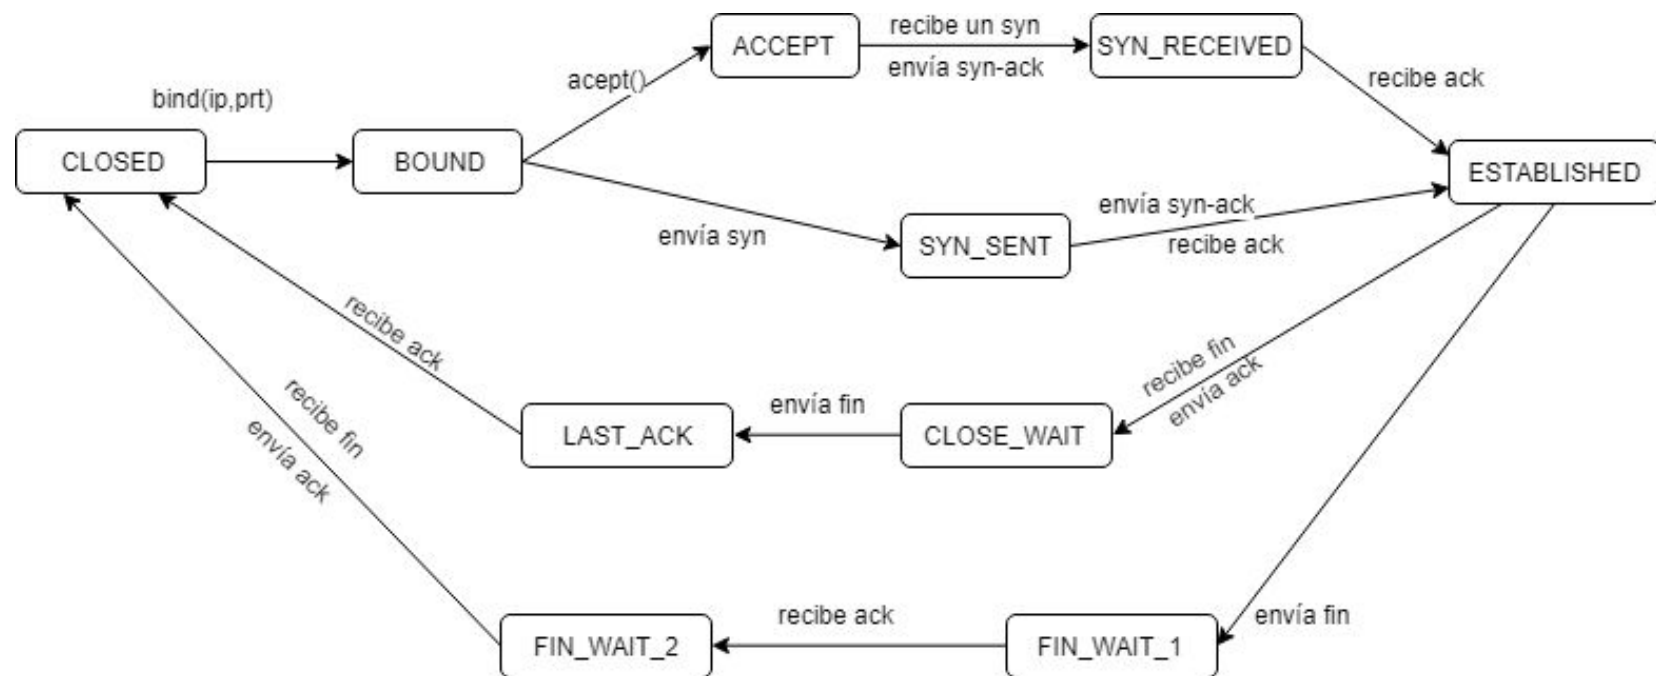 ACCEPT
recibe un syn
envía syn-ack
SYN_RECEIVED
recibe ack
acept()
bind(ip,prt)
CLOSED
BOUND
ESTABLISHED
envía syn
SYN_SENT
envía syn-ack
recibe ack
recibe ack
recibe fin
envía ack
LAST_ACK
envía fin
CLOSE_WAIT
recibe fin
envía ack
FIN_WAIT_2
recibe ack
FIN_WAIT_1
envía fin